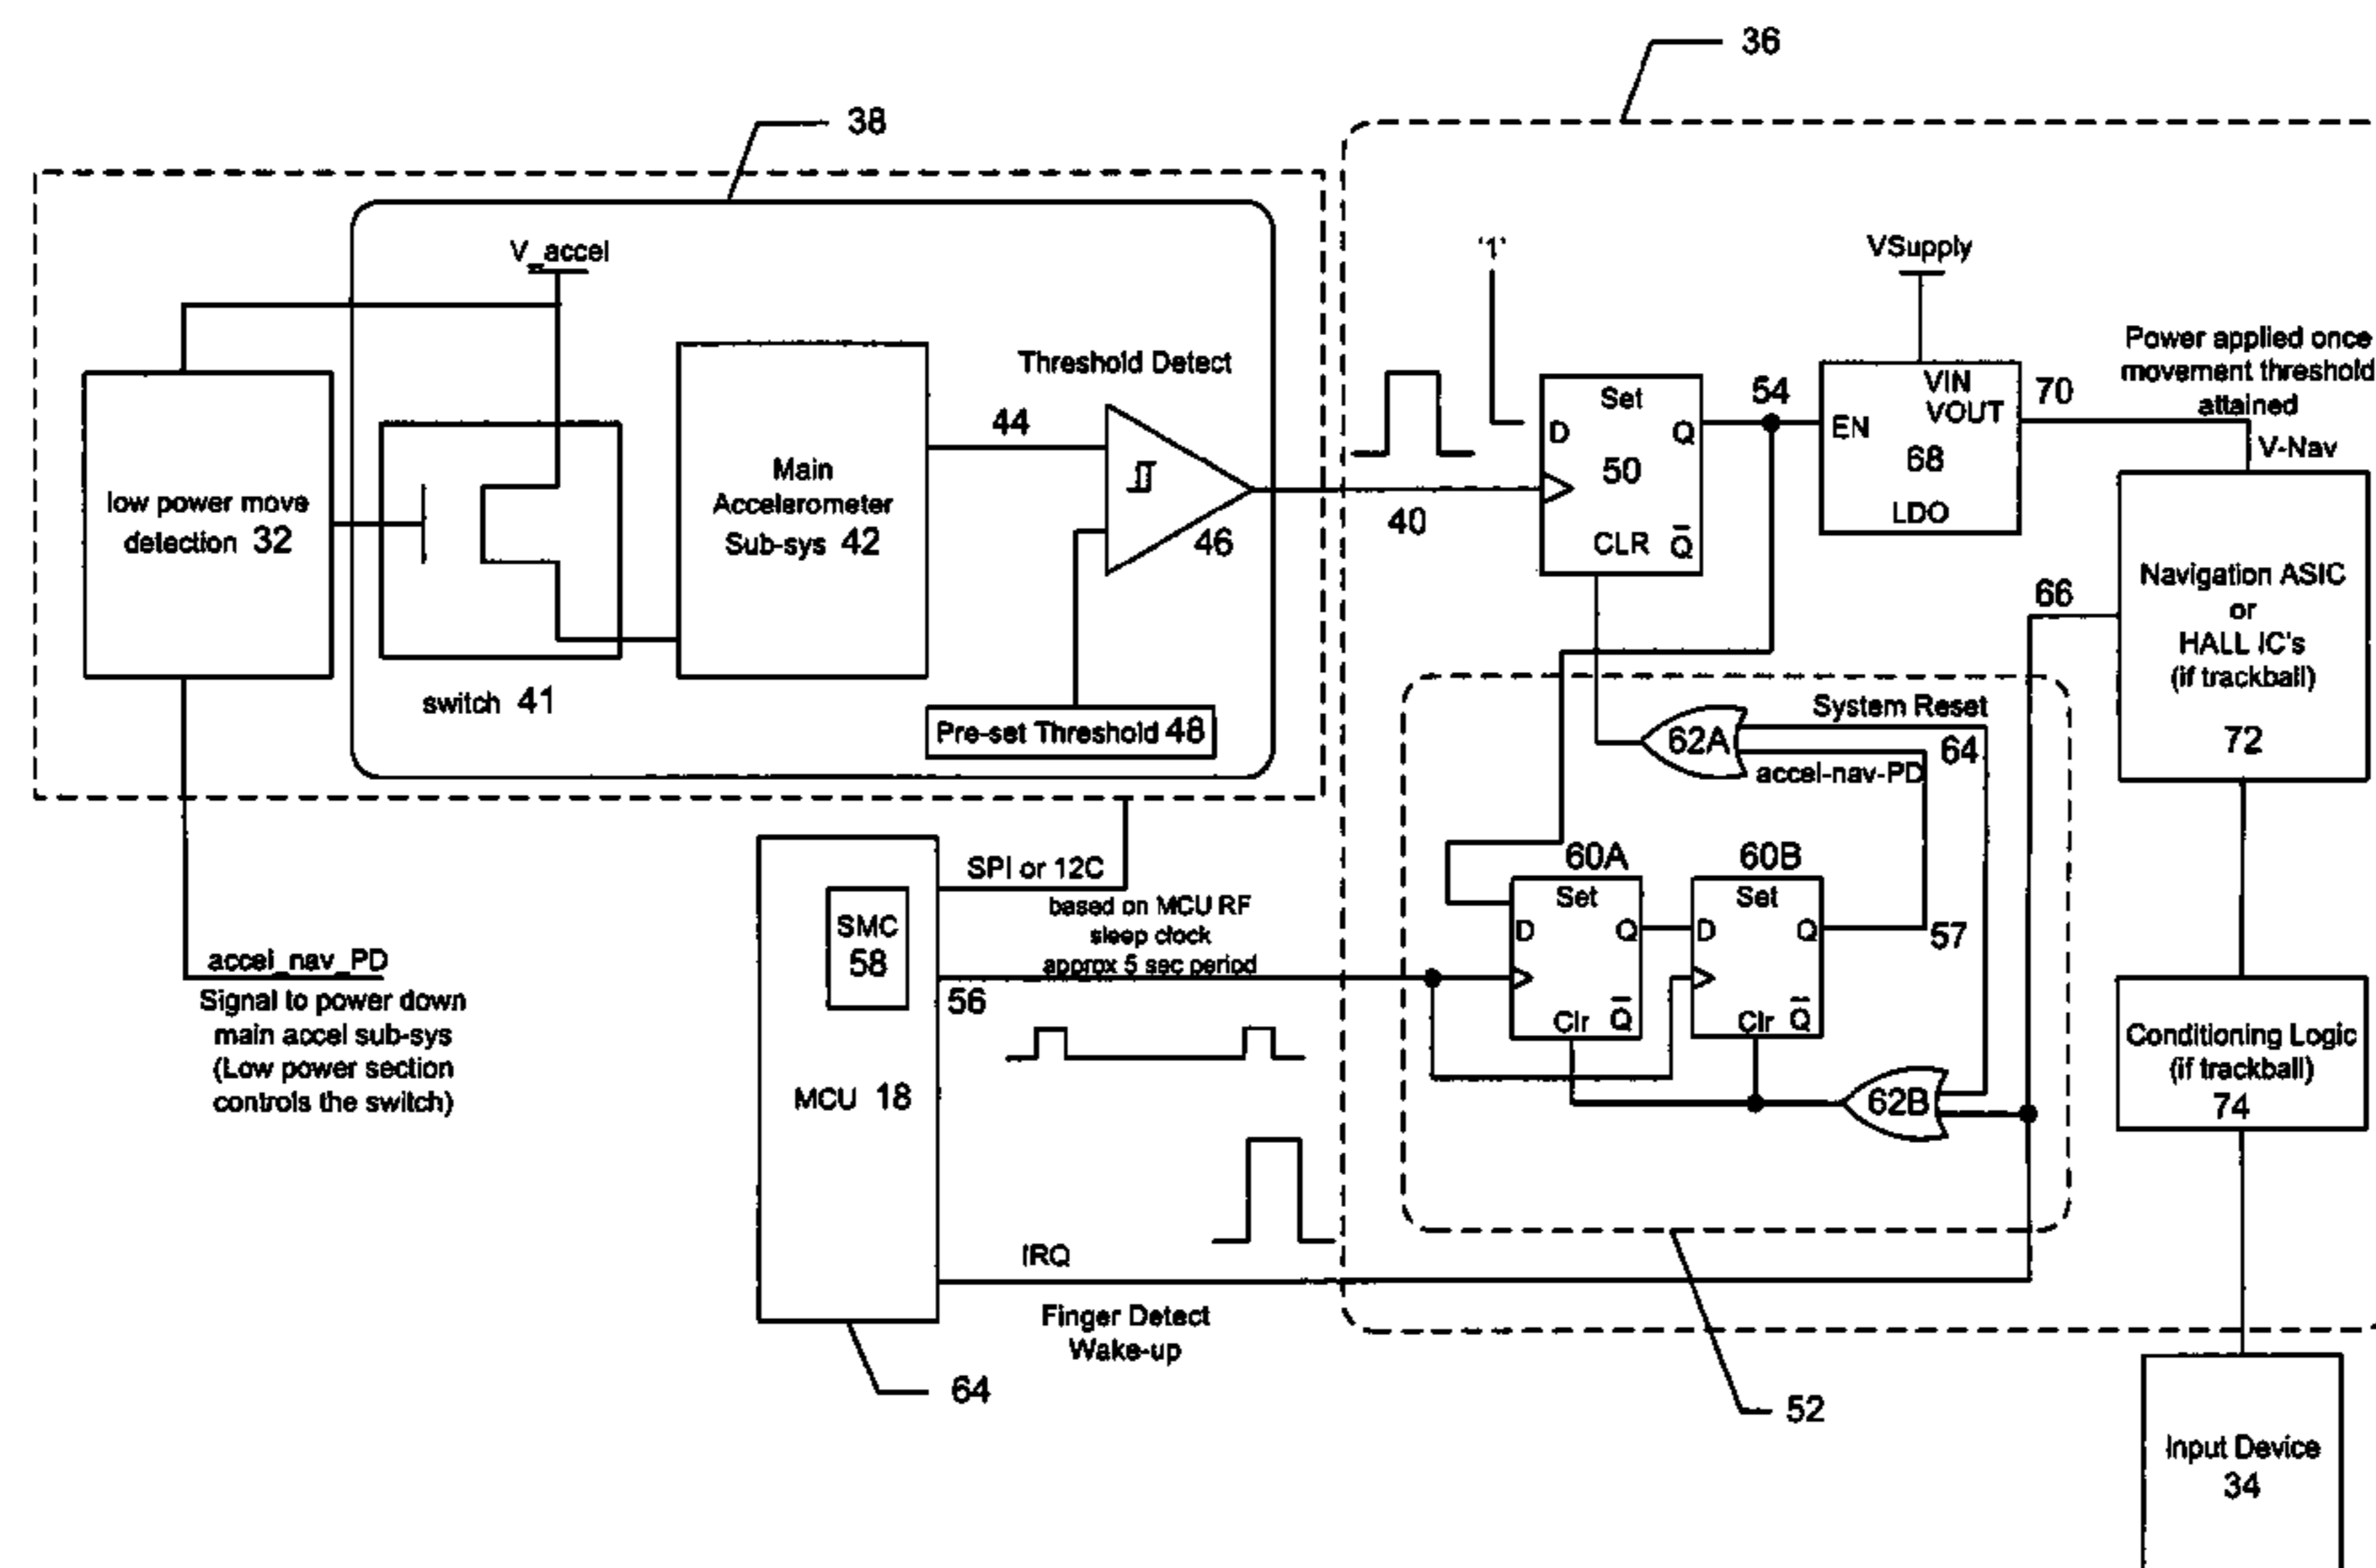 36
38
V_accel
low power move
detection 32
switch 41
Main
Accelerometer
Sub-sys 42
44
Threshold Detect
46
Pre-set Threshold 48
40
'1'
Set
D
Q
50
CLR Q̅
54
VSupply
VIN
VOUT
EN
68
LDO
70
Power applied once
movement threshold
attained
V-Nav
66
Navigation ASIC
or
HALL IC's
(if trackball)
72
System Reset
62A
64
accel-nav-PD
60A
Set
D
Q
Clr Q̅
60B
Set
D
Q
Clr Q̅
57
62B
accel_nav_PD
Signal to power down
main accel sub-sys
(Low power section
controls the switch)
SPI or 12C
based on MCU RF
sleep clock
approx 5 sec period
SMC
58
56
MCU 18
IRQ
Finger Detect
Wake-up
64
52
Conditioning Logic
(if trackball)
74
Input Device
34